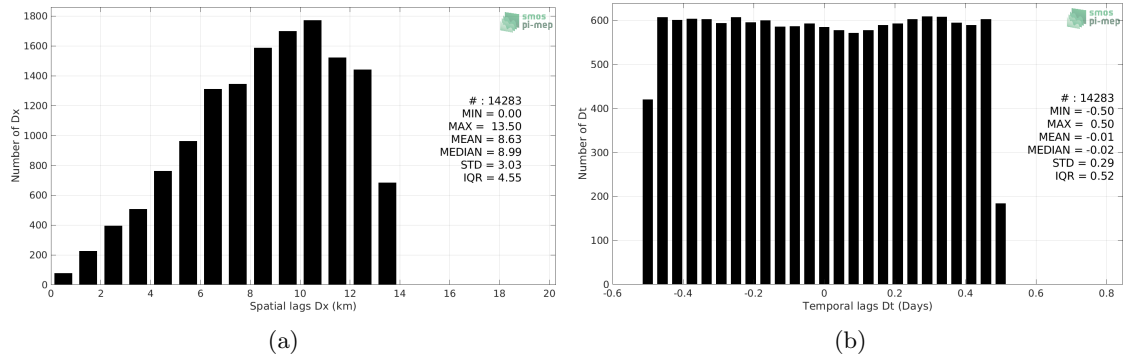 1800
1600
1400
1200
1000
800
600
400
200
0
Number of Dx
0 2 4 6 8 10 12 14 16 18 20
Spatial lags Dx (km)
smos
pi-mep
# : 14283
MIN = 0.00
MAX = 13.50
MEAN = 8.63
MEDIAN = 8.99
STD = 3.03
IQR = 4.55
(a)
600
500
400
300
200
100
0
Number of Dt
-0.6 -0.4 -0.2 0 0.2 0.4 0.6 0.8
Temporal lags Dt (Days)
smos
pi-mep
# : 14283
MIN = -0.50
MAX = 0.50
MEAN = -0.01
MEDIAN = -0.02
STD = 0.29
IQR = 0.52
(b)